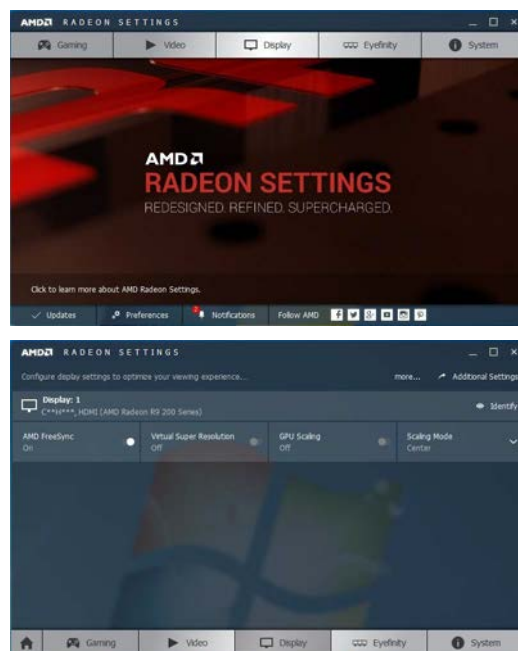 AMD RADEON SETTINGS
Gaming Video Display Eyefinity System
AMD
RADEON SETTINGS
REDESIGNED. REFINED. SUPERCHARGED.
Click to learn more about AMD Radeon Settings.
Updates Preferences 2 Notifications Follow AMD
AMD RADEON SETTINGS
Configure display settings to optimize your viewing experience... more... Additional Settings
Display: 1 Identify
C**H***, HDMI (AMD Radeon R9 200 Series)
AMD FreeSync Virtual Super Resolution GPU Scaling Scaling Mode
On Off Off Center
Gaming Video Display Eyefinity System